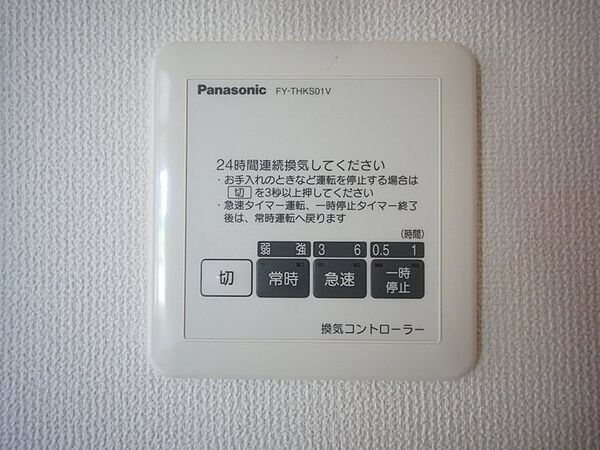 Panasonic FY-THKS01V
24時間連続換気してください
・お手入れのときなど運転を停止する場合は
切 を3秒以上押してください
・急速タイマー運転、一時停止タイマー終了
後は、常時運転へ戻ります
(時間)
弱 強 3 6 0.5 1
切 常時 急速 一時
停止
換気コントローラー